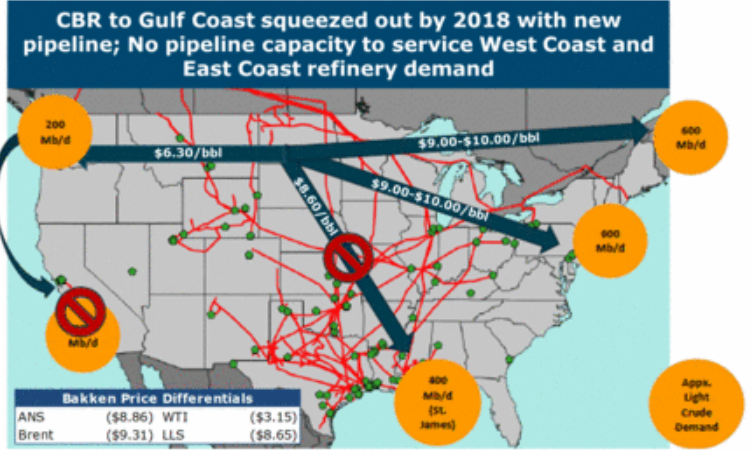 CBR to Gulf Coast squeezed out by 2018 with new
pipeline; No pipeline capacity to service West Coast and
East Coast refinery demand
200
Mb/d
$6.30/bbl
$9.00-$10.00/bbl
600
Mb/d
$9.00-$10.00/bbl
$8.60/bbl
600
Mb/d
Mb/d
400
Mb/d
(St.
James)
Appx.
Light
Crude
Demand
Bakken Price Differentials
ANS ($8.86) WTI ($3.15)
Brent ($9.31) LLS ($8.65)